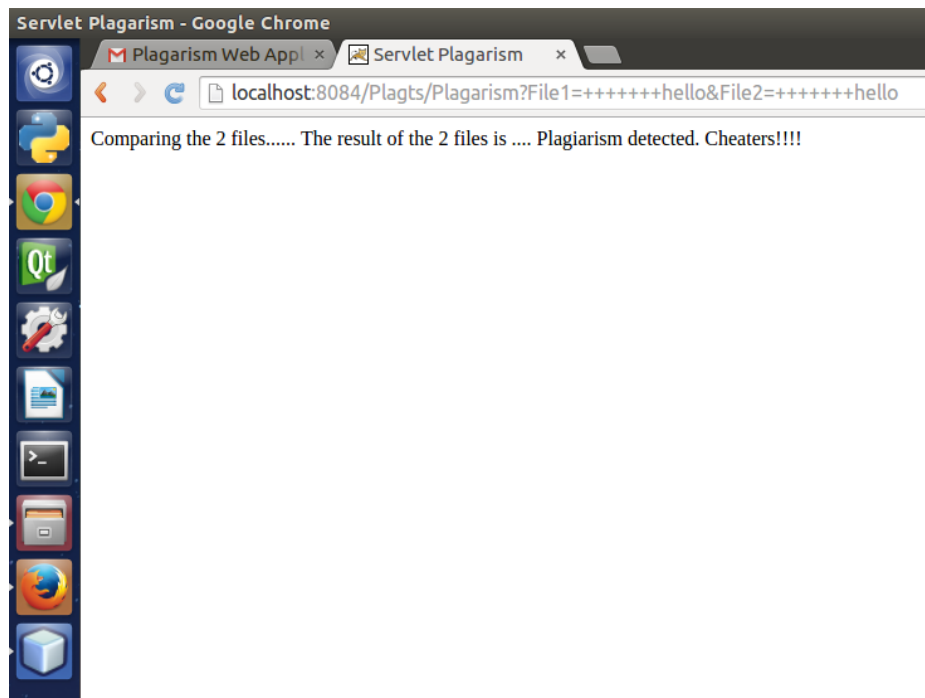 Servlet Plagarism - Google Chrome
Plagarism Web Appl × Servlet Plagarism ×
localhost:8084/Plagts/Plagarism?File1=+++++++hello&File2=+++++++hello
Comparing the 2 files...... The result of the 2 files is .... Plagiarism detected. Cheaters!!!!
Qt
>_